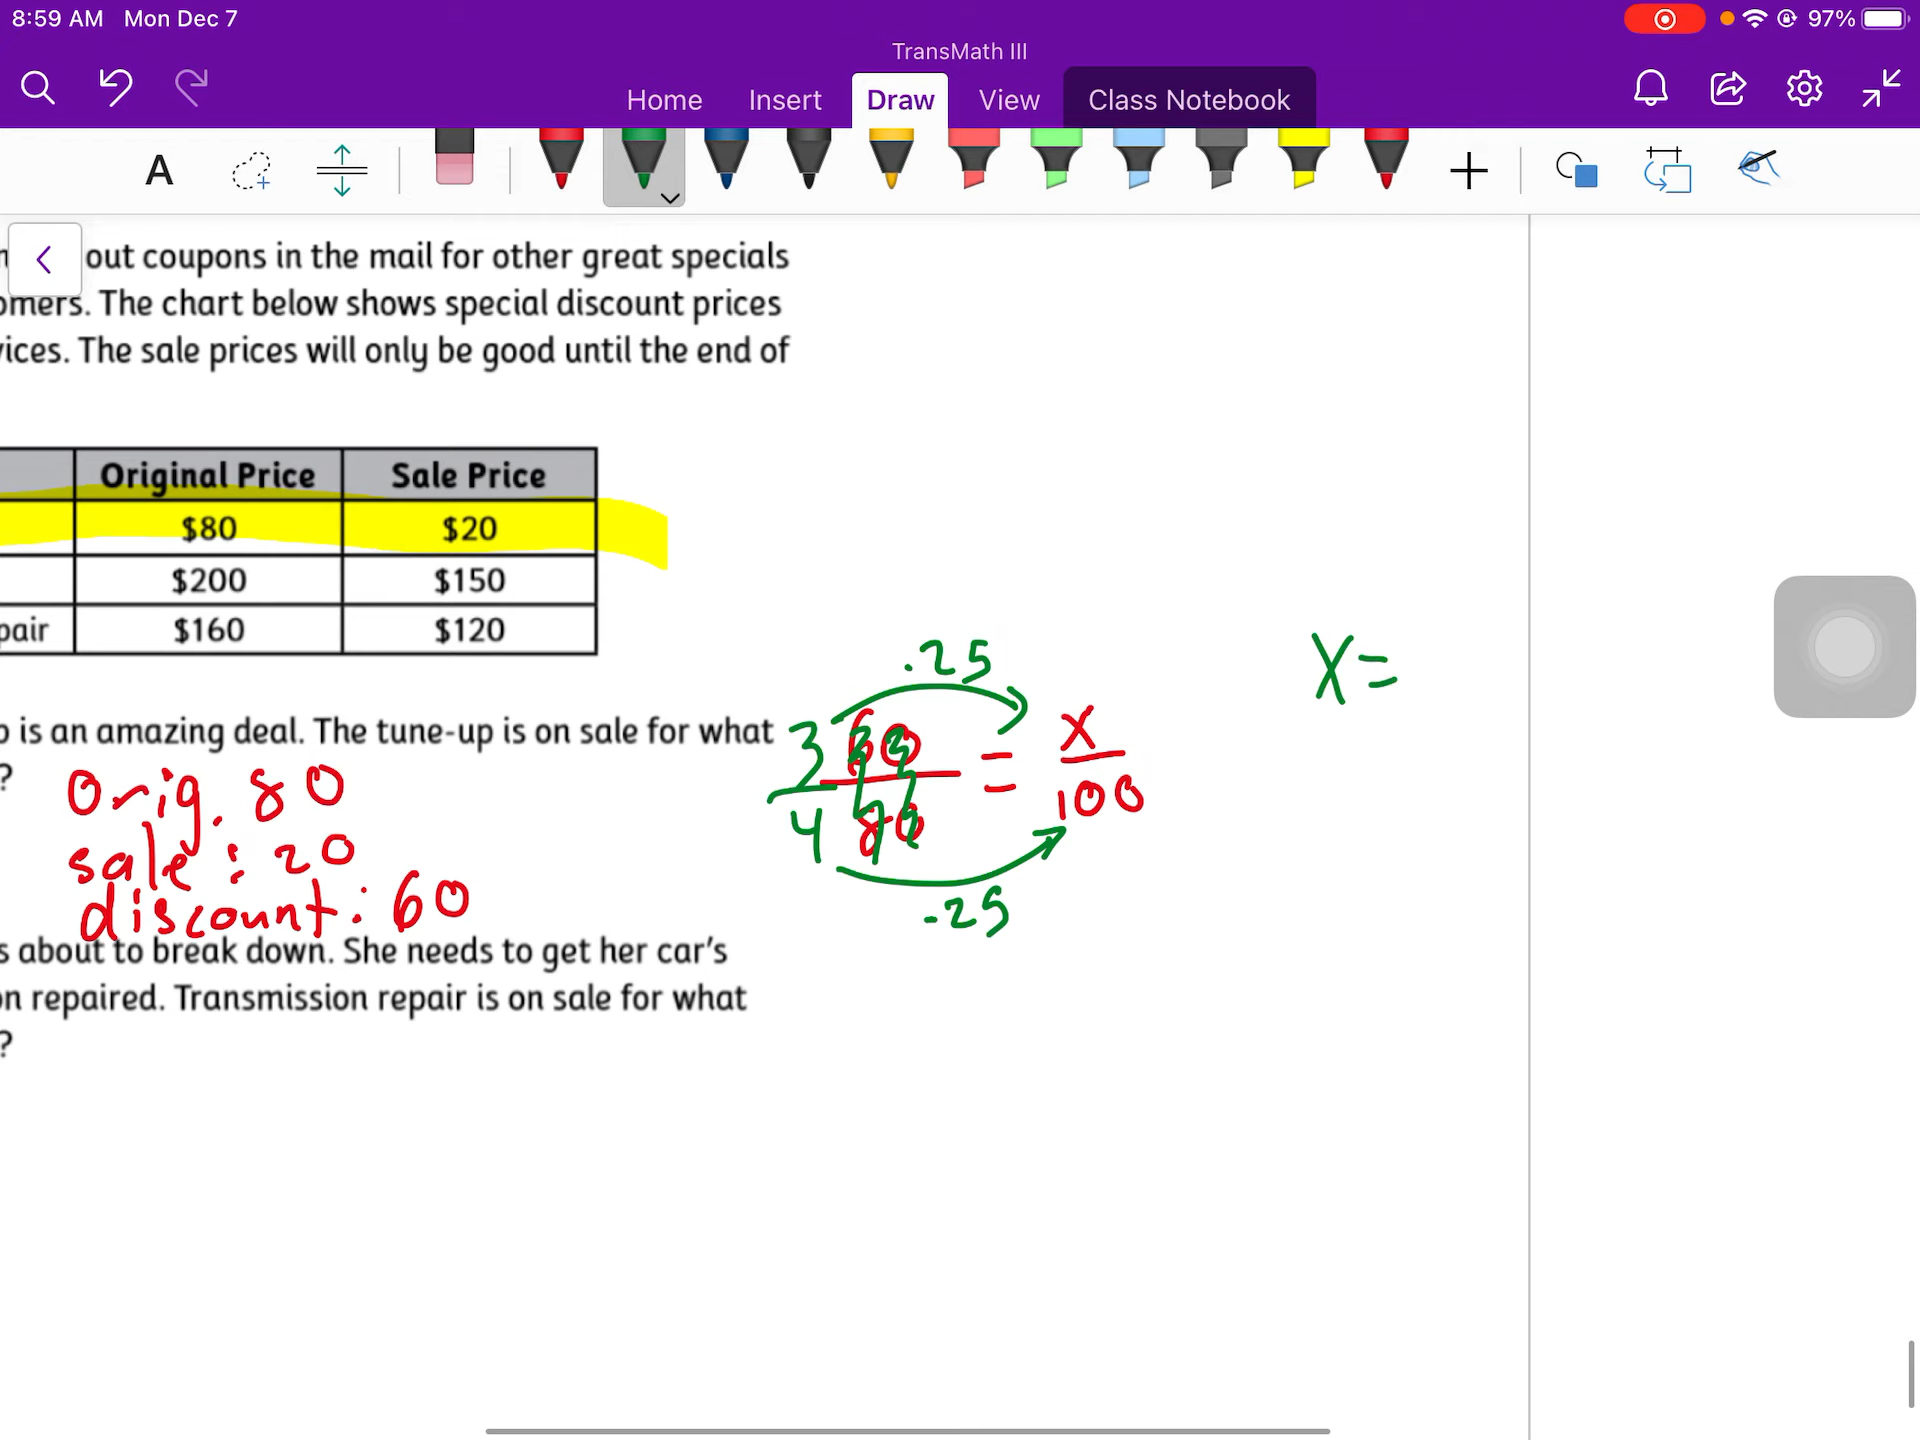 8:59 AM Mon Dec 7
97%
TransMath III
Home Insert Draw View Class Notebook
A
out coupons in the mail for other great specials
omers. The chart below shows special discount prices
vices. The sale prices will only be good until the end of
Original Price Sale Price
$80 $20
$200 $150
pair $160 $120
is an amazing deal. The tune-up is on sale for what
?
Orig. 80
sale : 20
discount : 60
.25
3 60 = x
4 80 100
.25
X =
s about to break down. She needs to get her car's
on repaired. Transmission repair is on sale for what
?